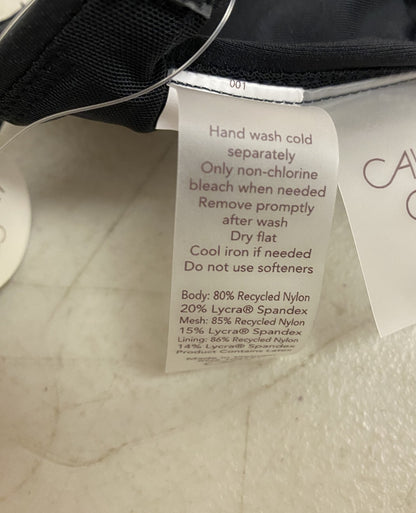 001
Hand wash cold
separately
Only non-chlorine
bleach when needed
Remove promptly
after wash
Dry flat
Cool iron if needed
Do not use softeners
Body: 80% Recycled Nylon
20% Lycra® Spandex
Mesh: 85% Recycled Nylon
15% Lycra® Spandex
Lining: 86% Recycled Nylon
14% Lycra® Spandex
Product Contains Latex
Made in